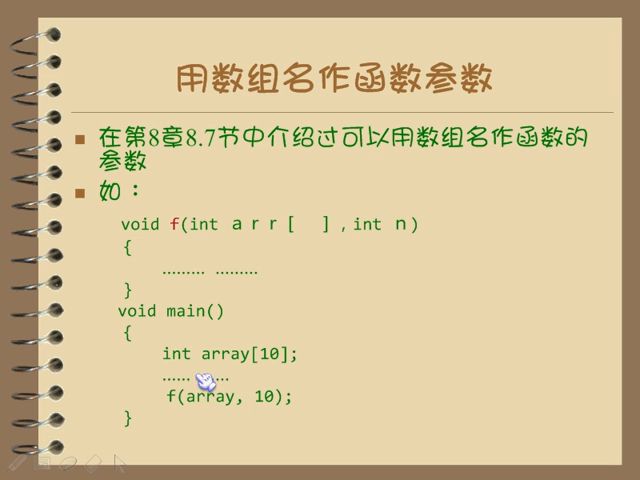 用数组名作函数参数
在第8章8.7节中介绍过可以用数组名作函数的
参数
如：
void f(int ａｒｒ[　],int ｎ)
{
……… ………
}
void main()
{
int array[10];
…… ……
f(array, 10);
}